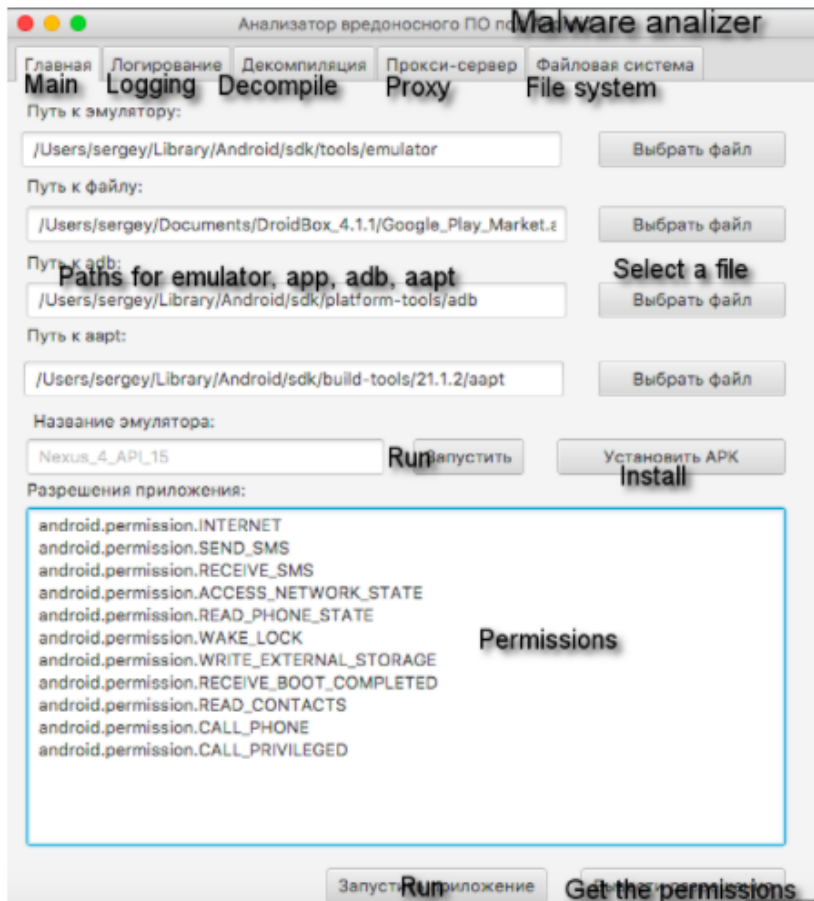 Анализатор вредоносного ПО Malware analizer
Главная Логирование Декомпиляция Прокси-сервер Файловая система
Main Logging Decompile Proxy File system
Путь к эмулятору:
/Users/sergey/Library/Android/sdk/tools/emulator Выбрать файл
Путь к файлу:
/Users/sergey/Documents/DroidBox_4.1.1/Google_Play_Market.a Выбрать файл
Путь к adb:
Paths for emulator, app, adb, aapt Select a file
/Users/sergey/Library/Android/sdk/platform-tools/adb Выбрать файл
Путь к aapt:
/Users/sergey/Library/Android/sdk/build-tools/21.1.2/aapt Выбрать файл
Название эмулятора:
Nexus_4_API_15 Run Запустить Установить APK
Install
Разрешения приложения:
android.permission.INTERNET
android.permission.SEND_SMS
android.permission.RECEIVE_SMS
android.permission.ACCESS_NETWORK_STATE
android.permission.READ_PHONE_STATE
android.permission.WAKE_LOCK
Permissions
android.permission.WRITE_EXTERNAL_STORAGE
android.permission.RECEIVE_BOOT_COMPLETED
android.permission.READ_CONTACTS
android.permission.CALL_PHONE
android.permission.CALL_PRIVILEGED
Run Get the permissions